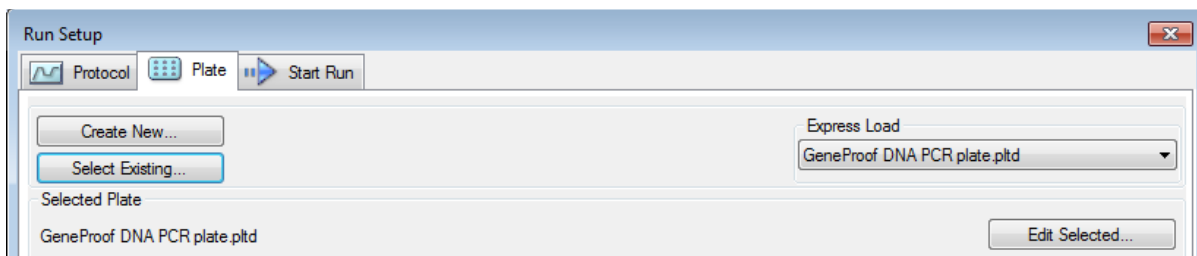 Run Setup
Protocol Plate Start Run
Create New...
Express Load
GeneProof DNA PCR plate.pltd
Select Existing...
Selected Plate
GeneProof DNA PCR plate.pltd Edit Selected...